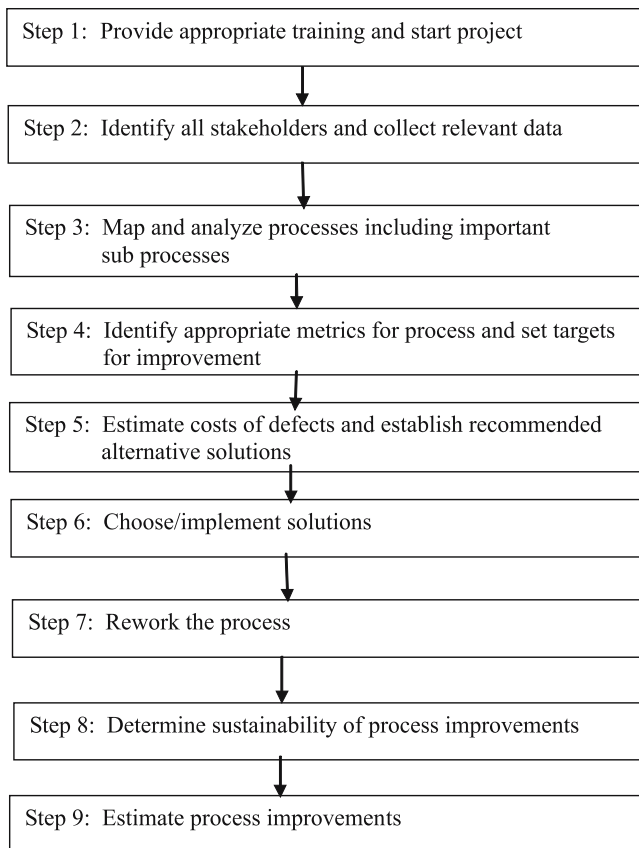 Step 1: Provide appropriate training and start project
Step 2: Identify all stakeholders and collect relevant data
Step 3: Map and analyze processes including important
sub processes
Step 4: Identify appropriate metrics for process and set targets
for improvement
Step 5: Estimate costs of defects and establish recommended
alternative solutions
Step 6: Choose/implement solutions
Step 7: Rework the process
Step 8: Determine sustainability of process improvements
Step 9: Estimate process improvements